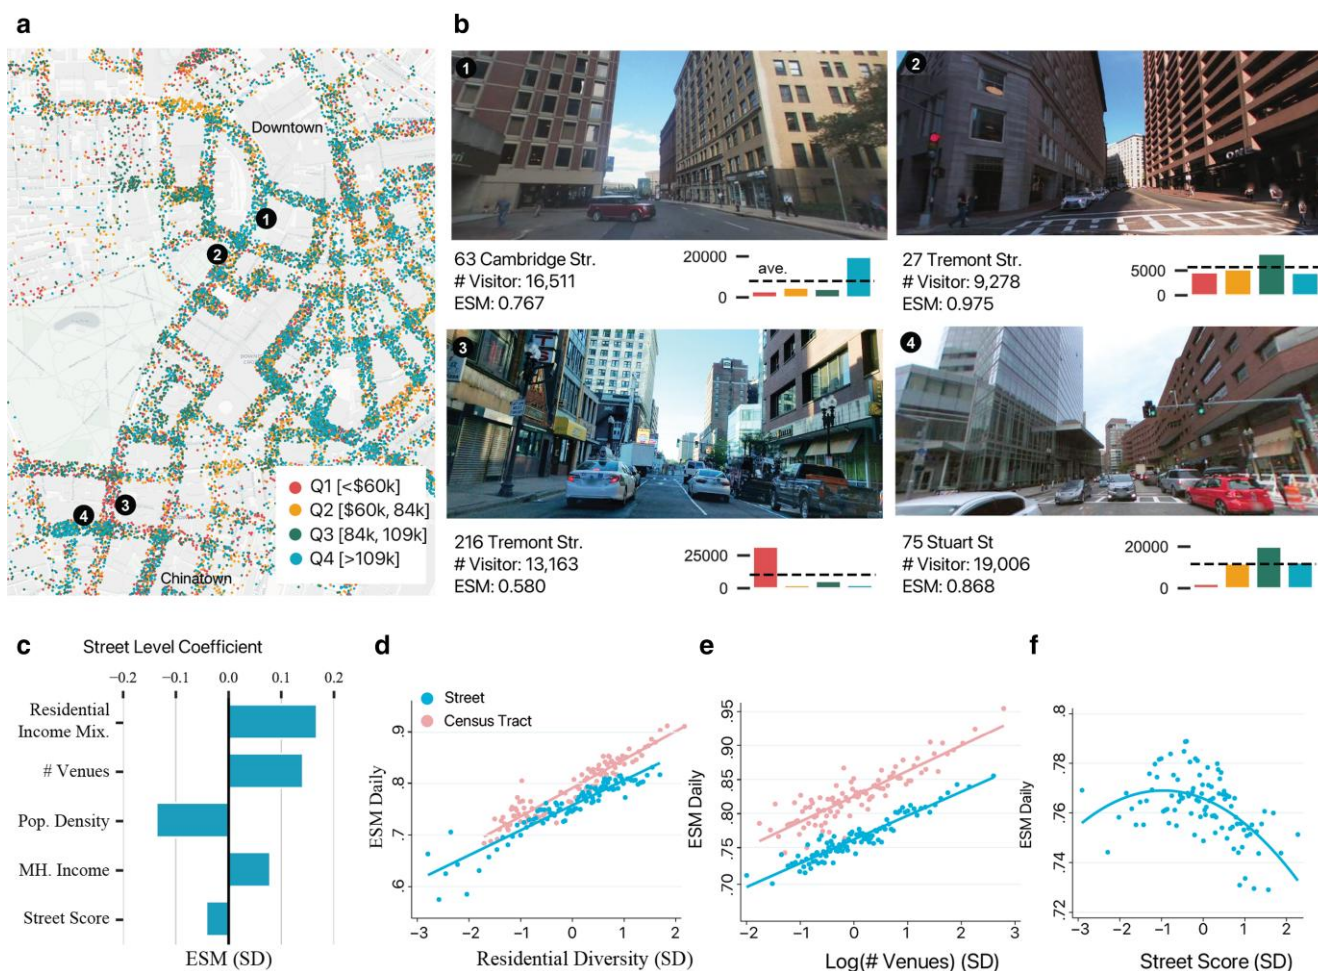 a
Downtown
1
2
3
4
Chinatown
Q1 [<$60k]
Q2 [$60k, 84k]
Q3 [84k, 109k]
Q4 [>109k]
b
1
63 Cambridge Str.
# Visitor: 16,511
ESM: 0.767
20000
ave.
0
2
27 Tremont Str.
# Visitor: 9,278
ESM: 0.975
5000
0
3
216 Tremont Str.
# Visitor: 13,163
ESM: 0.580
25000
0
4
75 Stuart St
# Visitor: 19,006
ESM: 0.868
20000
0
c
Street Level Coefficient
−0.2 −0.1 0.0 0.1 0.2
Residential
Income Mix.
# Venues
Pop. Density
MH. Income
Street Score
ESM (SD)
d
Street
Census Tract
ESM Daily
.9
.8
.7
.6
−3 −2 −1 0 1 2
Residential Diversity (SD)
e
ESM Daily
.95
.90
.85
.80
.75
.70
−2 −1 0 1 2 3
Log(# Venues) (SD)
f
ESM Daily
.8
.78
.76
.74
.72
−3 −2 −1 0 1 2
Street Score (SD)